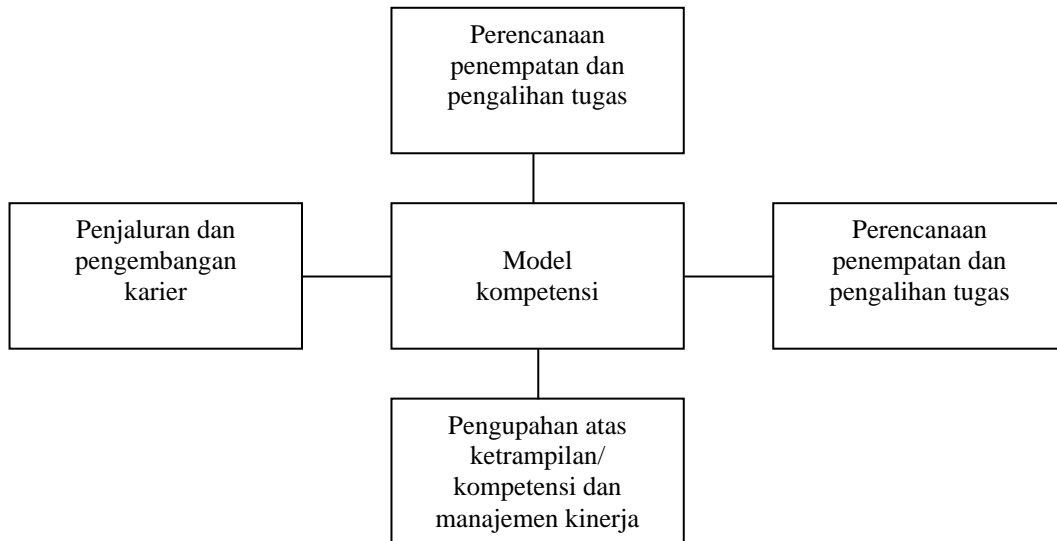 Perencanaan
penempatan dan
pengalihan tugas
Penjaluran dan
pengembangan
karier
Model
kompetensi
Perencanaan
penempatan dan
pengalihan tugas
Pengupahan atas
ketrampilan/
kompetensi dan
manajemen kinerja